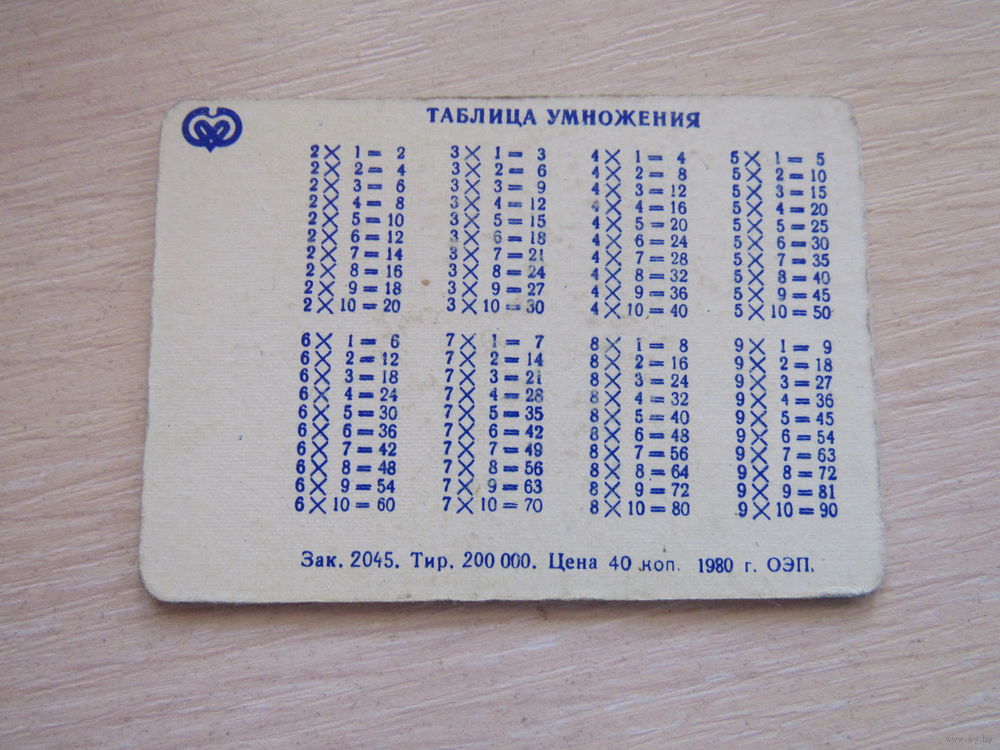 ТАБЛИЦА УМНОЖЕНИЯ
2 × 1 = 2
2 × 2 = 4
2 × 3 = 6
2 × 4 = 8
2 × 5 = 10
2 × 6 = 12
2 × 7 = 14
2 × 8 = 16
2 × 9 = 18
2 × 10 = 20
3 × 1 = 3
3 × 2 = 6
3 × 3 = 9
3 × 4 = 12
3 × 5 = 15
3 × 6 = 18
3 × 7 = 21
3 × 8 = 24
3 × 9 = 27
3 × 10 = 30
4 × 1 = 4
4 × 2 = 8
4 × 3 = 12
4 × 4 = 16
4 × 5 = 20
4 × 6 = 24
4 × 7 = 28
4 × 8 = 32
4 × 9 = 36
4 × 10 = 40
5 × 1 = 5
5 × 2 = 10
5 × 3 = 15
5 × 4 = 20
5 × 5 = 25
5 × 6 = 30
5 × 7 = 35
5 × 8 = 40
5 × 9 = 45
5 × 10 = 50
6 × 1 = 6
6 × 2 = 12
6 × 3 = 18
6 × 4 = 24
6 × 5 = 30
6 × 6 = 36
6 × 7 = 42
6 × 8 = 48
6 × 9 = 54
6 × 10 = 60
7 × 1 = 7
7 × 2 = 14
7 × 3 = 21
7 × 4 = 28
7 × 5 = 35
7 × 6 = 42
7 × 7 = 49
7 × 8 = 56
7 × 9 = 63
7 × 10 = 70
8 × 1 = 8
8 × 2 = 16
8 × 3 = 24
8 × 4 = 32
8 × 5 = 40
8 × 6 = 48
8 × 7 = 56
8 × 8 = 64
8 × 9 = 72
8 × 10 = 80
9 × 1 = 9
9 × 2 = 18
9 × 3 = 27
9 × 4 = 36
9 × 5 = 45
9 × 6 = 54
9 × 7 = 63
9 × 8 = 72
9 × 9 = 81
9 × 10 = 90
Зак. 2045. Тир. 200 000. Цена 40 коп. 1980 г. ОЭП.
www.ay.by